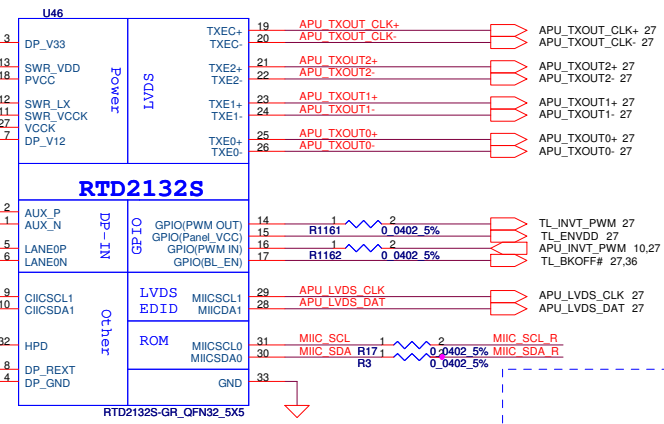 U46
TXEC+ 19 APU_TXOUT_CLK+ APU_TXOUT_CLK+ 27
3 DP_V33 TXEC- 20 APU_TXOUT_CLK- APU_TXOUT_CLK- 27
13 SWR_VDD TXE2+ 21 APU_TXOUT2+ APU_TXOUT2+ 27
18 PVCC TXE2- 22 APU_TXOUT2- APU_TXOUT2- 27
Power LVDS
12 SWR_LX TXE1+ 23 APU_TXOUT1+ APU_TXOUT1+ 27
11 SWR_VCCK TXE1- 24 APU_TXOUT1- APU_TXOUT1- 27
27 VCCK
7 DP_V12 TXE0+ 25 APU_TXOUT0+ APU_TXOUT0+ 27
TXE0- 26 APU_TXOUT0- APU_TXOUT0- 27
RTD2132S
2 AUX_P
1 AUX_N GPIO(PWM OUT) 14 1 2 TL_INVT_PWM 27
DP-IN GPIO GPIO(Panel_VCC) 15 R1161 0_0402_5% TL_ENVDD 27
5 LANE0P GPIO(PWM IN) 16 1 2 APU_INVT_PWM 10,27
6 LANE0N GPIO(BL_EN) 17 R1162 0_0402_5% TL_BKOFF# 27,36
9 CIICSCL1 LVDS MIICSCL1 29 APU_LVDS_CLK APU_LVDS_CLK 27
10 CIICSDA1 EDID MIICDA1 28 APU_LVDS_DAT APU_LVDS_DAT 27
Other
32 HPD ROM MIICSCL0 31 MIIC_SCL 1 2 MIIC_SCL_R
MIICSDA0 30 MIIC_SDA R17 1 2 0_0402_5% MIIC_SDA_R
8 DP_REXT R3 0_0402_5%
4 DP_GND GND 33
RTD2132S-GR_QFN32_5X5